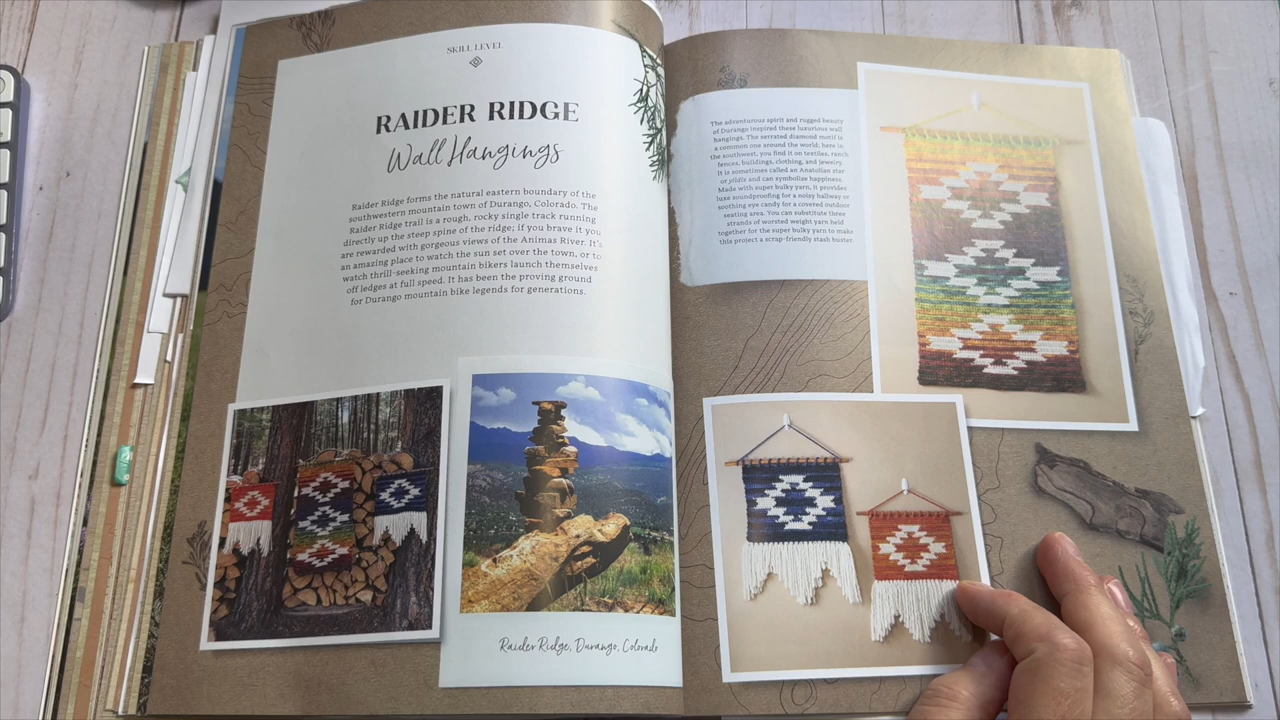 SKILL LEVEL
RAIDER RIDGE
Wall Hangings
Raider Ridge forms the natural eastern boundary of the
southwestern mountain town of Durango, Colorado. The
Raider Ridge trail is a rough, rocky single track running
directly up the steep spine of the ridge; if you brave it you
are rewarded with gorgeous views of the Animas River. It's
an amazing place to watch the sun set over the town, or to
watch thrill-seeking mountain bikers launch themselves
off ledges at full speed. It has been the proving ground
for Durango mountain bike legends for generations.
Raider Ridge, Durango, Colorado
The adventurous spirit and rugged beauty
of Durango inspired these luxurious wall
hangings. The serrated diamond motif is
a common one around the world; here in
the southwest, you find it on textiles, ranch
fences, buildings, clothing, and jewelry.
It is sometimes called an Anatolian star
or yildiz and can symbolize happiness.
Made with super bulky yarn, it provides
luxe soundproofing for a noisy hallway or
soothing eye candy for a covered outdoor
seating area. You can substitute three
strands of worsted weight yarn held
together for the super bulky yarn to make
this project a scrap-friendly stash buster.